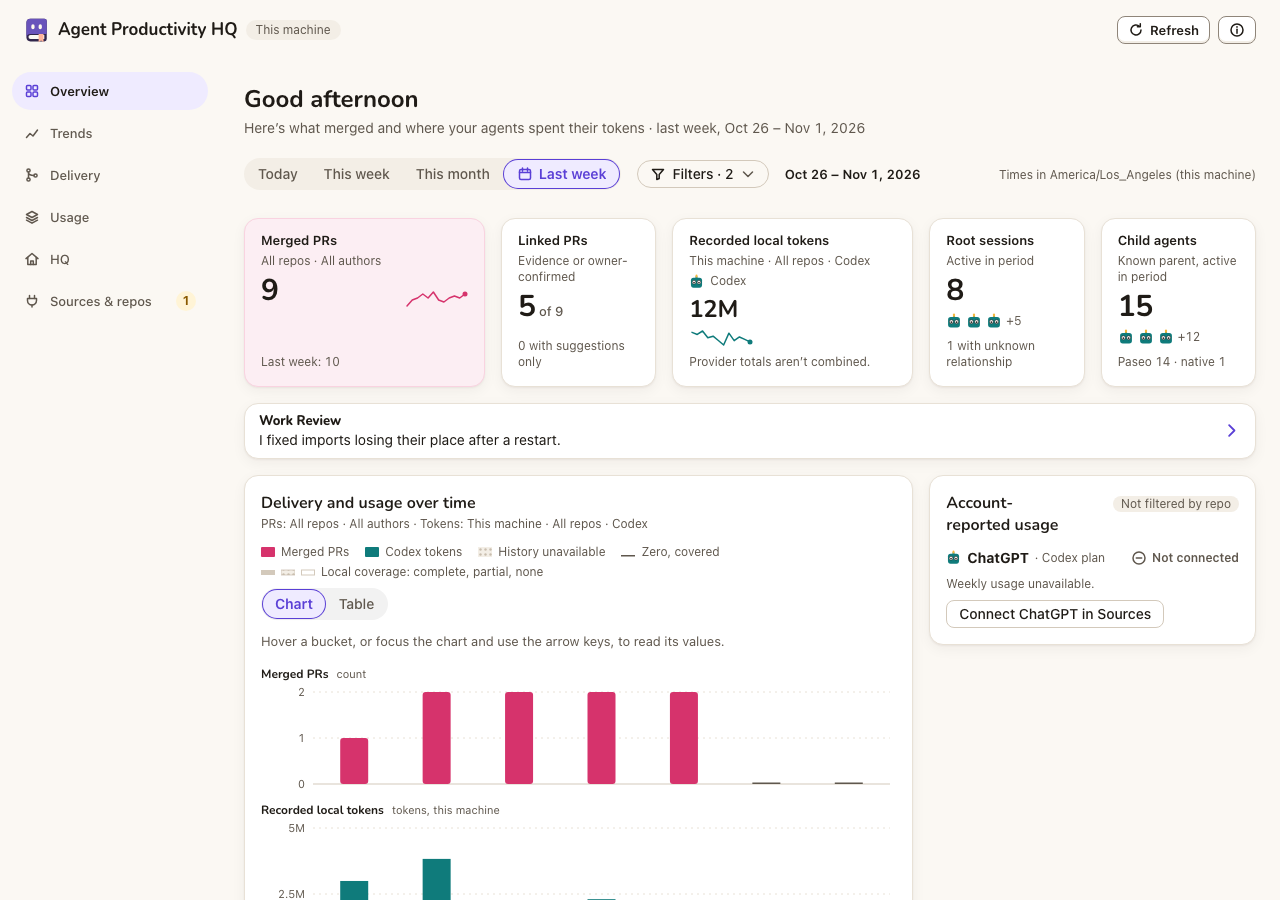 Agent Productivity HQ
This machine
Refresh
Overview
Trends
Delivery
Usage
HQ
Sources & repos
1
Good afternoon
Here's what merged and where your agents spent their tokens · last week, Oct 26 – Nov 1, 2026
Today
This week
This month
Last week
Filters · 2
Oct 26 – Nov 1, 2026
Times in America/Los_Angeles (this machine)
Merged PRs
All repos · All authors
9
Last week: 10
Linked PRs
Evidence or owner-
confirmed
5 of 9
0 with suggestions
only
Recorded local tokens
This machine · All repos · Codex
Codex
12M
Provider totals aren't combined.
Root sessions
Active in period
8
+5
1 with unknown
relationship
Child agents
Known parent, active
in period
15
+12
Paseo 14 · native 1
Work Review
I fixed imports losing their place after a restart.
Delivery and usage over time
PRs: All repos · All authors · Tokens: This machine · All repos · Codex
Merged PRs
Codex tokens
History unavailable
Zero, covered
Local coverage: complete, partial, none
Chart
Table
Hover a bucket, or focus the chart and use the arrow keys, to read its values.
Merged PRs count
2
1
0
Recorded local tokens tokens, this machine
5M
2.5M
Account-
reported usage
Not filtered by repo
ChatGPT · Codex plan
Not connected
Weekly usage unavailable.
Connect ChatGPT in Sources